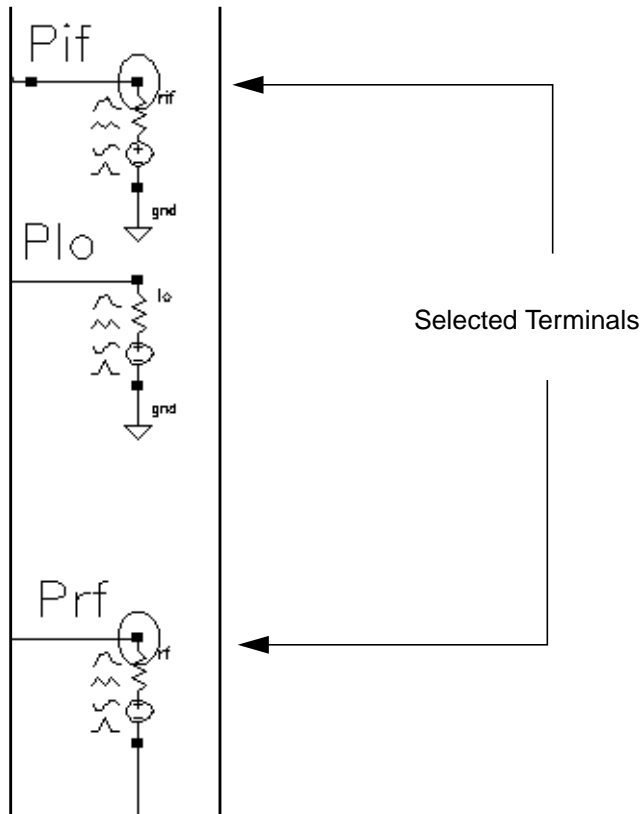 Pif
rif
gnd
Plo
lo
gnd
Selected Terminals
Prf
rf